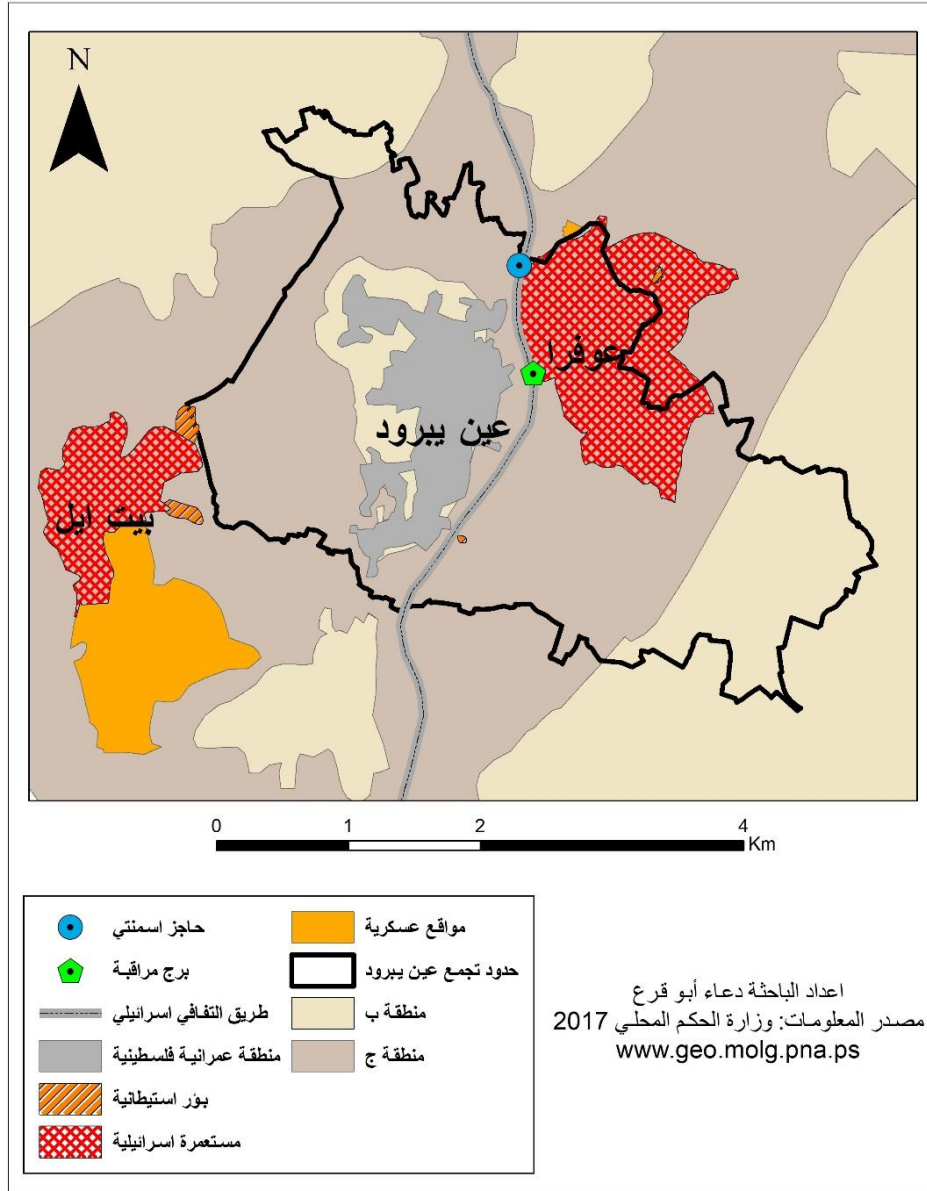 N
عوفرا
عين يبرود
بيت ايل
0 1 2 4
Km
مواقع عسكرية
حاجز اسمنتي
حدود تجمع عين يبرود
برج مراقبة
منطقة ب
طريق التفافي اسرائيلي
منطقة ج
منطقة عمرانية فلسطينية
بؤر استيطانية
مستعمرة اسرائيلية
اعداد الباحثة دعاء أبو قرع
مصدر المعلومات: وزارة الحكم المحلي 2017
www.geo.molg.pna.ps